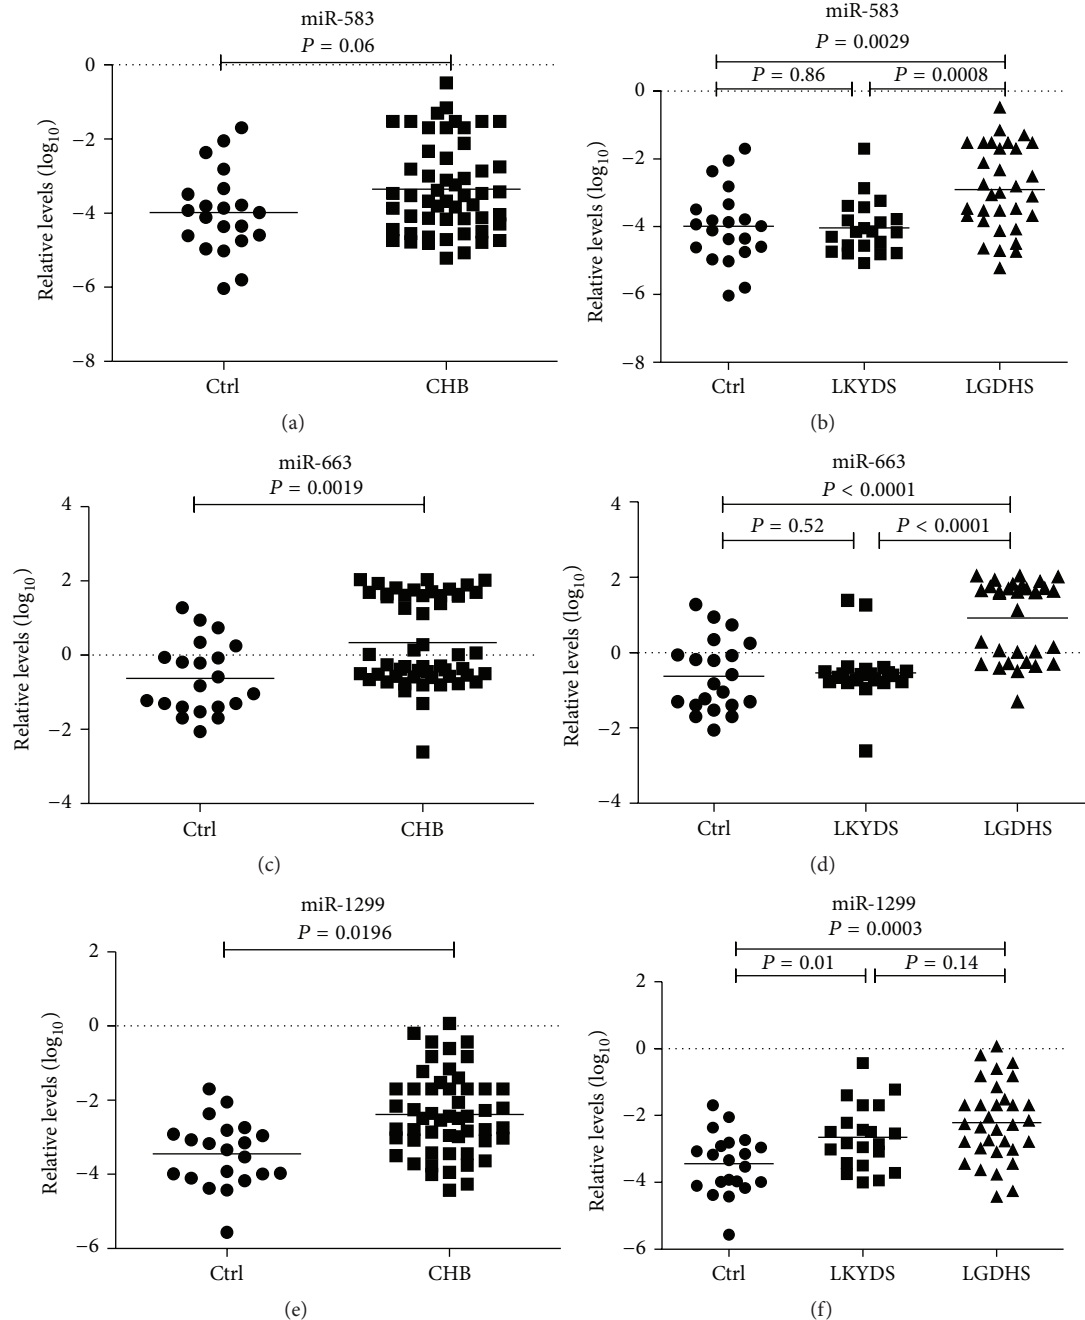 miR-583
P = 0.06
0
−2
−4
−6
−8
Relative levels (log10)
Ctrl
CHB
(a)
miR-583
P = 0.0029
P = 0.86
P = 0.0008
0
−2
−4
−6
−8
Relative levels (log10)
Ctrl
LKYDS
LGDHS
(b)
miR-663
P = 0.0019
4
2
0
−2
−4
Relative levels (log10)
Ctrl
CHB
(c)
miR-663
P < 0.0001
P = 0.52
P < 0.0001
4
2
0
−2
−4
Relative levels (log10)
Ctrl
LKYDS
LGDHS
(d)
miR-1299
P = 0.0196
2
0
−2
−4
−6
Relative levels (log10)
Ctrl
CHB
(e)
miR-1299
P = 0.0003
P = 0.01
P = 0.14
2
0
−2
−4
−6
Relative levels (log10)
Ctrl
LKYDS
LGDHS
(f)